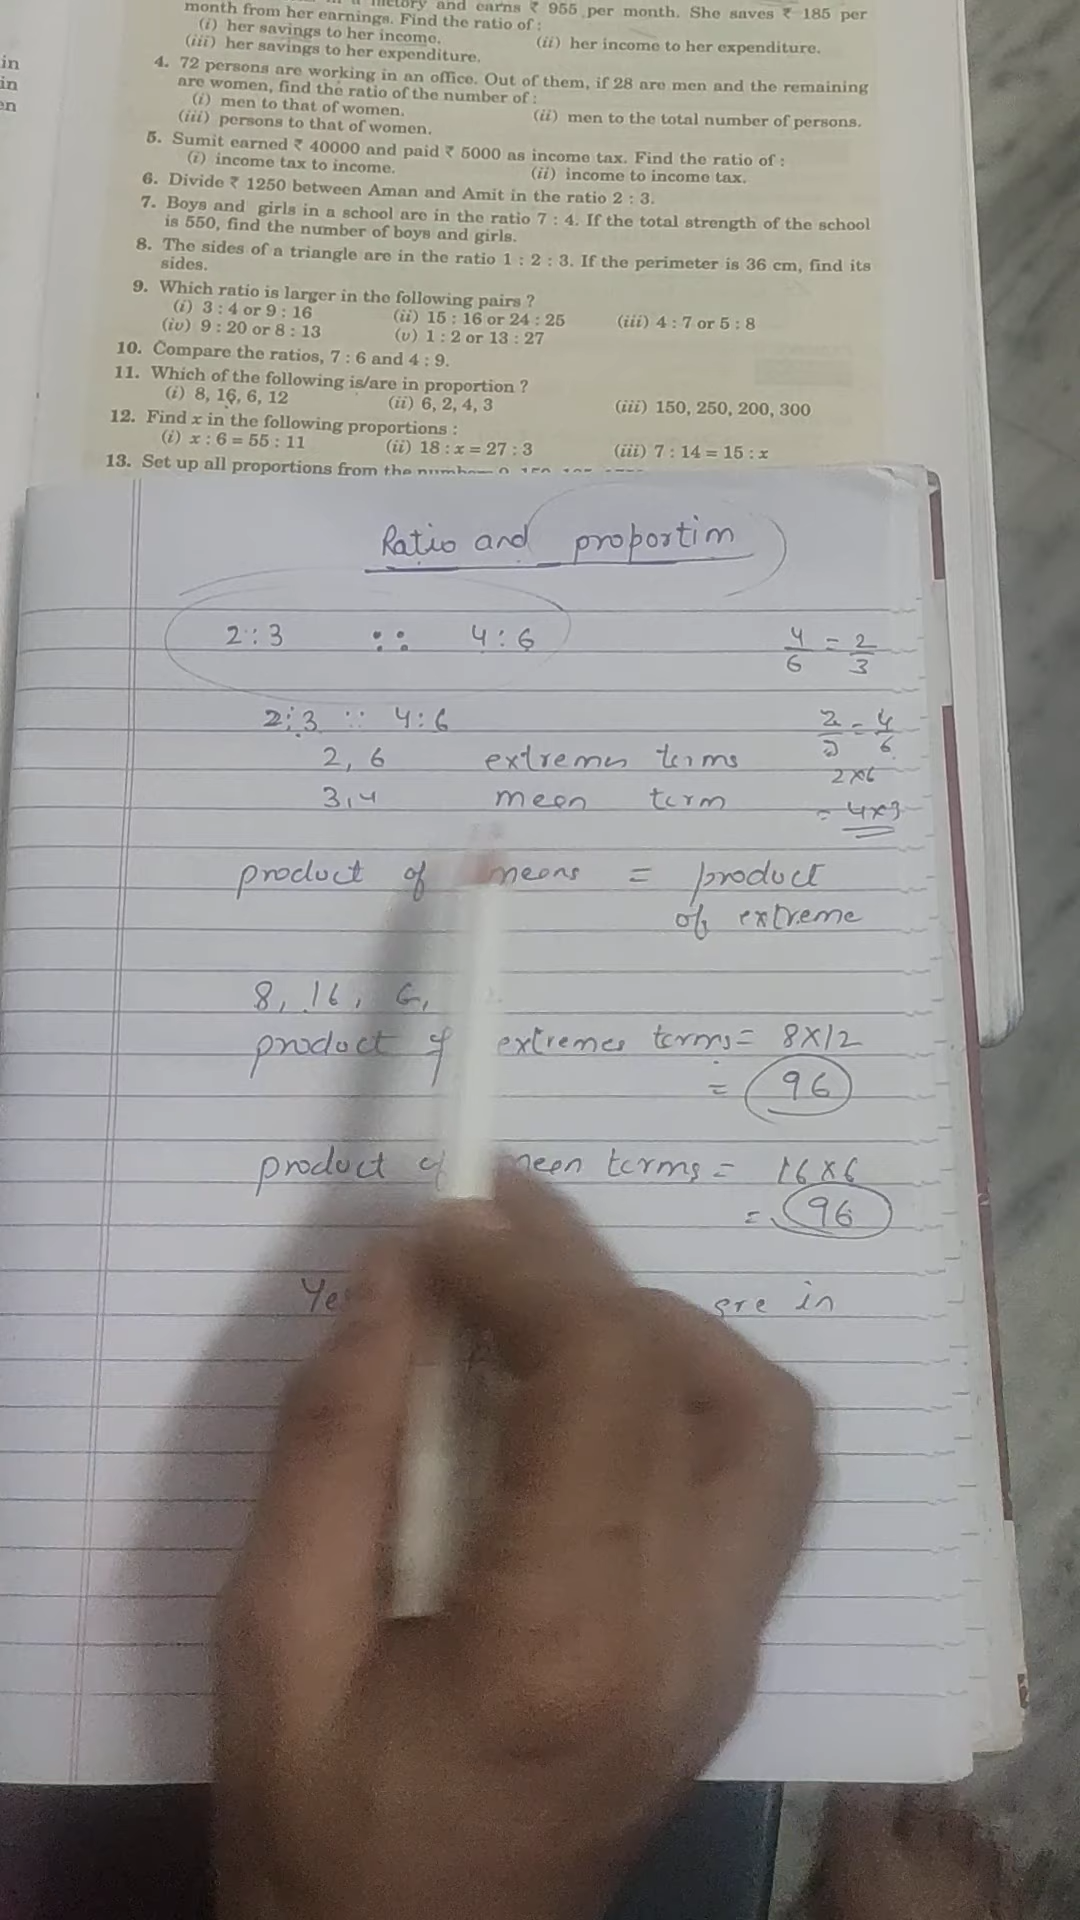 factory and earns ₹ 955 per month. She saves ₹ 185 per
month from her earnings. Find the ratio of :
(i) her savings to her income. (ii) her income to her expenditure.
(iii) her savings to her expenditure.
4. 72 persons are working in an office. Out of them, if 28 are men and the remaining
are women, find the ratio of the number of :
(i) men to that of women. (ii) men to the total number of persons.
(iii) persons to that of women.
5. Sumit earned ₹ 40000 and paid ₹ 5000 as income tax. Find the ratio of :
(i) income tax to income. (ii) income to income tax.
6. Divide ₹ 1250 between Aman and Amit in the ratio 2 : 3.
7. Boys and girls in a school are in the ratio 7 : 4. If the total strength of the school
is 550, find the number of boys and girls.
8. The sides of a triangle are in the ratio 1 : 2 : 3. If the perimeter is 36 cm, find its
sides.
9. Which ratio is larger in the following pairs ?
(i) 3 : 4 or 9 : 16 (ii) 15 : 16 or 24 : 25 (iii) 4 : 7 or 5 : 8
(iv) 9 : 20 or 8 : 13 (v) 1 : 2 or 13 : 27
10. Compare the ratios, 7 : 6 and 4 : 9.
11. Which of the following is/are in proportion ?
(i) 8, 16, 6, 12 (ii) 6, 2, 4, 3 (iii) 150, 250, 200, 300
12. Find x in the following proportions :
(i) x : 6 = 55 : 11 (ii) 18 : x = 27 : 3 (iii) 7 : 14 = 15 : x
13. Set up all proportions from the
in
in
en
Ratio and proportim
2:3 :: 4:6 4/6 = 2/3
2:3 :: 4:6 2/3 = 4/6
2, 6 extremes terms 2×6
3,4 meen term = 4×3
product of means = product
of extreme
8, 16, 6,
product of extremes terms = 8×12
= 96
product of meen terms = 16×6
= 96
are in